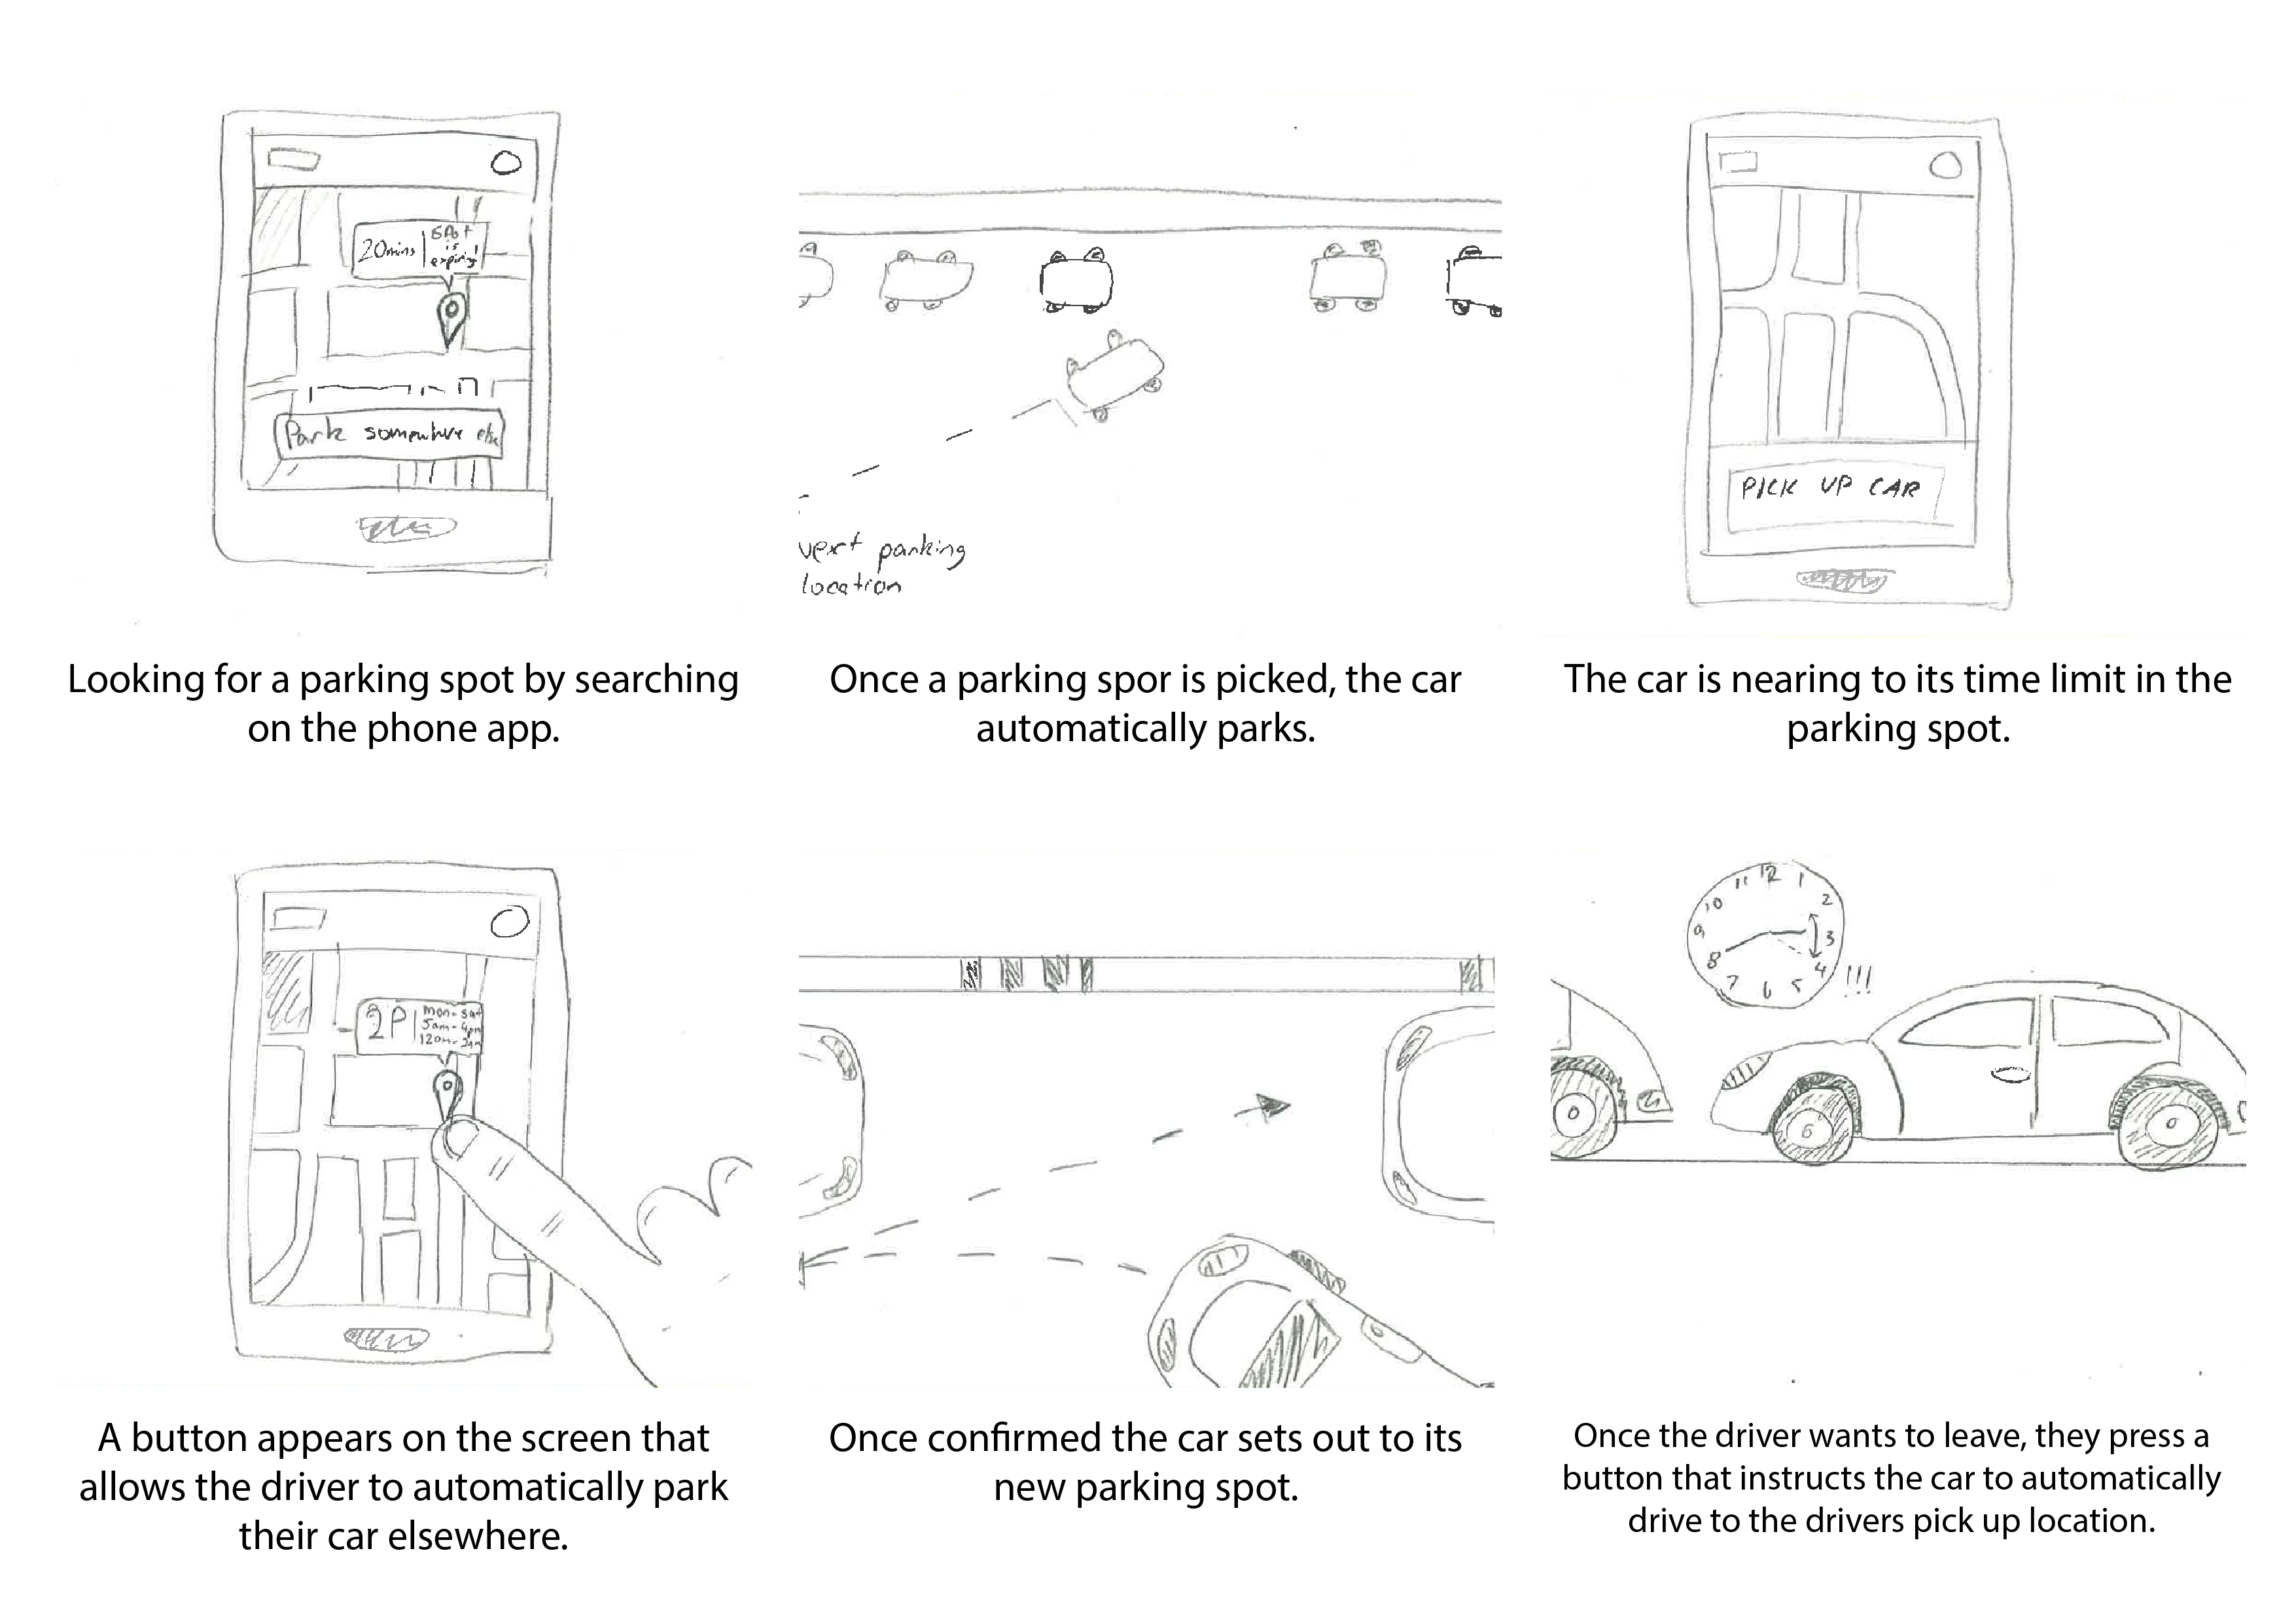 20mins
Spot
is
expiring!
Park somewhere else
next parking
location
PICK UP CAR
Looking for a parking spot by searching
on the phone app.
Once a parking spor is picked, the car
automatically parks.
The car is nearing to its time limit in the
parking spot.
2P
mon-sat
5am-4pm
120m-2am
12
1
2
3
4
5
6
7
8
9
10
11
!!!
A button appears on the screen that
allows the driver to automatically park
their car elsewhere.
Once confirmed the car sets out to its
new parking spot.
Once the driver wants to leave, they press a
button that instructs the car to automatically
drive to the drivers pick up location.